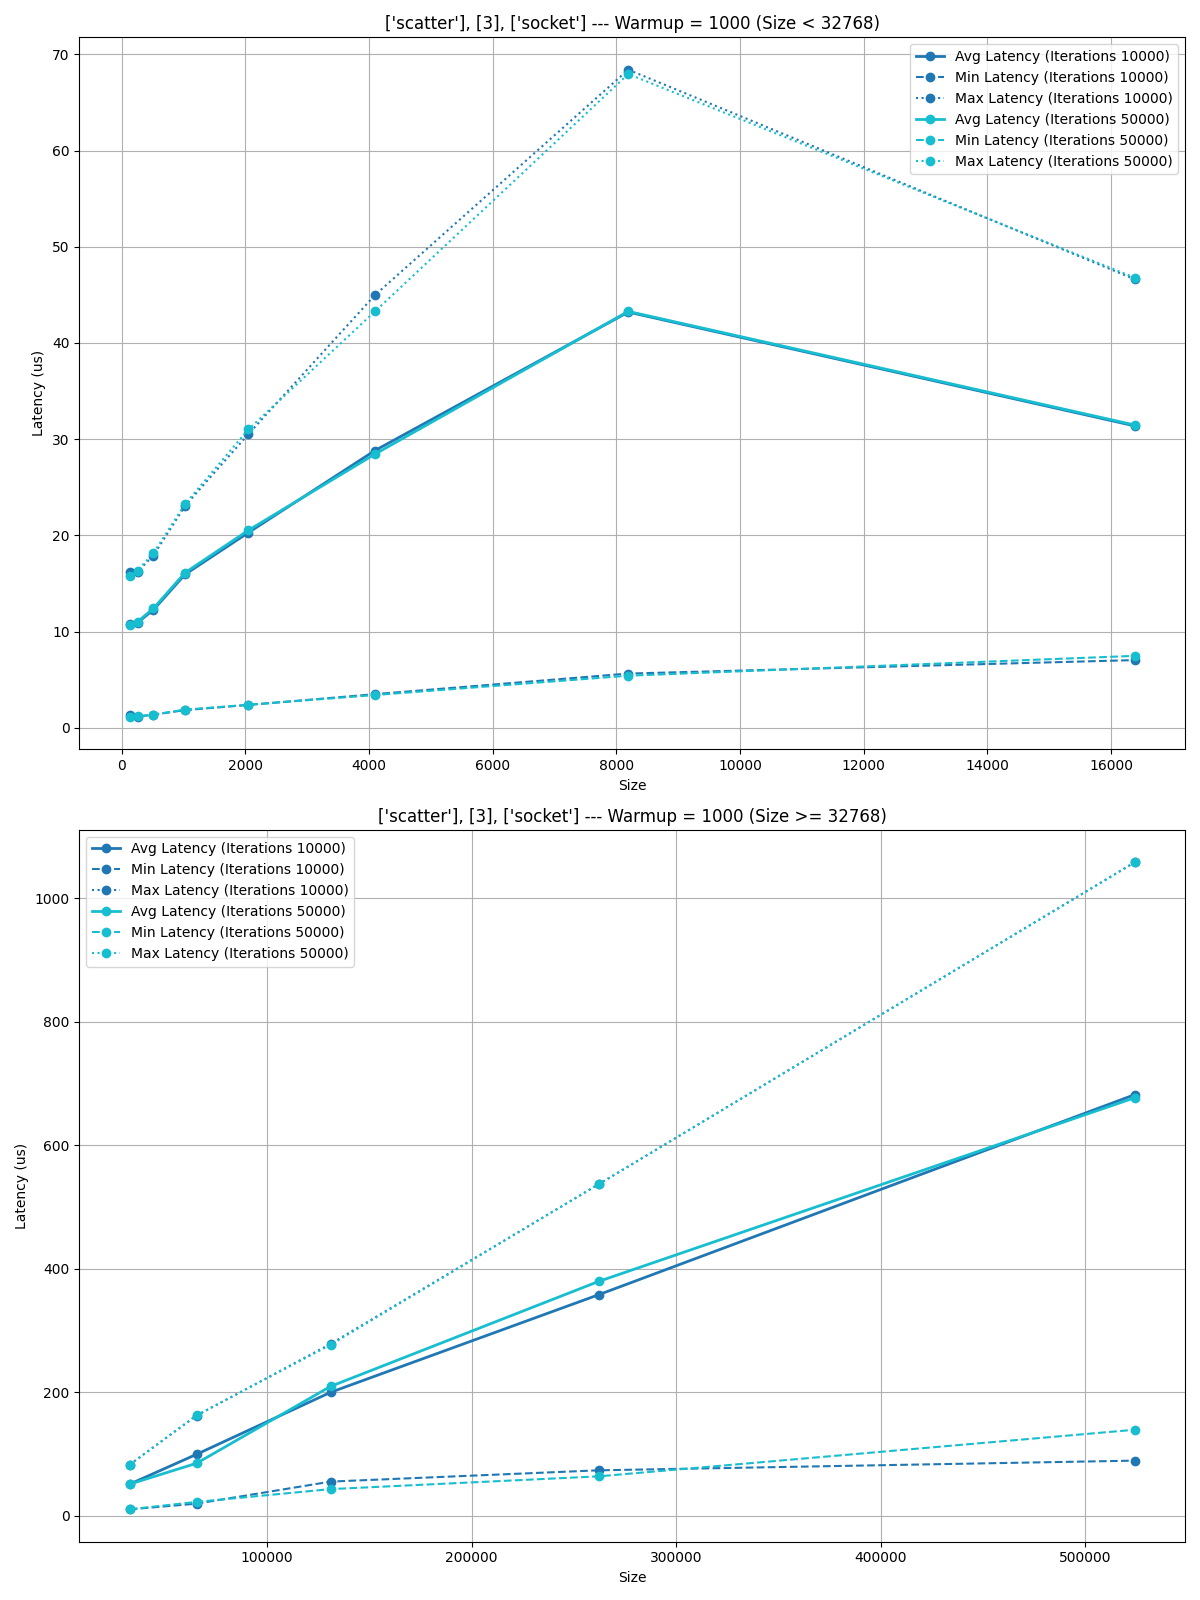 ['scatter'], [3], ['socket'] --- Warmup = 1000 (Size < 32768)
70
60
50
40
30
20
10
0
Latency (us)
Avg Latency (Iterations 10000)
Min Latency (Iterations 10000)
Max Latency (Iterations 10000)
Avg Latency (Iterations 50000)
Min Latency (Iterations 50000)
Max Latency (Iterations 50000)
0 2000 4000 6000 8000 10000 12000 14000 16000
Size
['scatter'], [3], ['socket'] --- Warmup = 1000 (Size >= 32768)
Avg Latency (Iterations 10000)
Min Latency (Iterations 10000)
Max Latency (Iterations 10000)
Avg Latency (Iterations 50000)
Min Latency (Iterations 50000)
Max Latency (Iterations 50000)
1000
800
600
400
200
0
Latency (us)
100000 200000 300000 400000 500000
Size